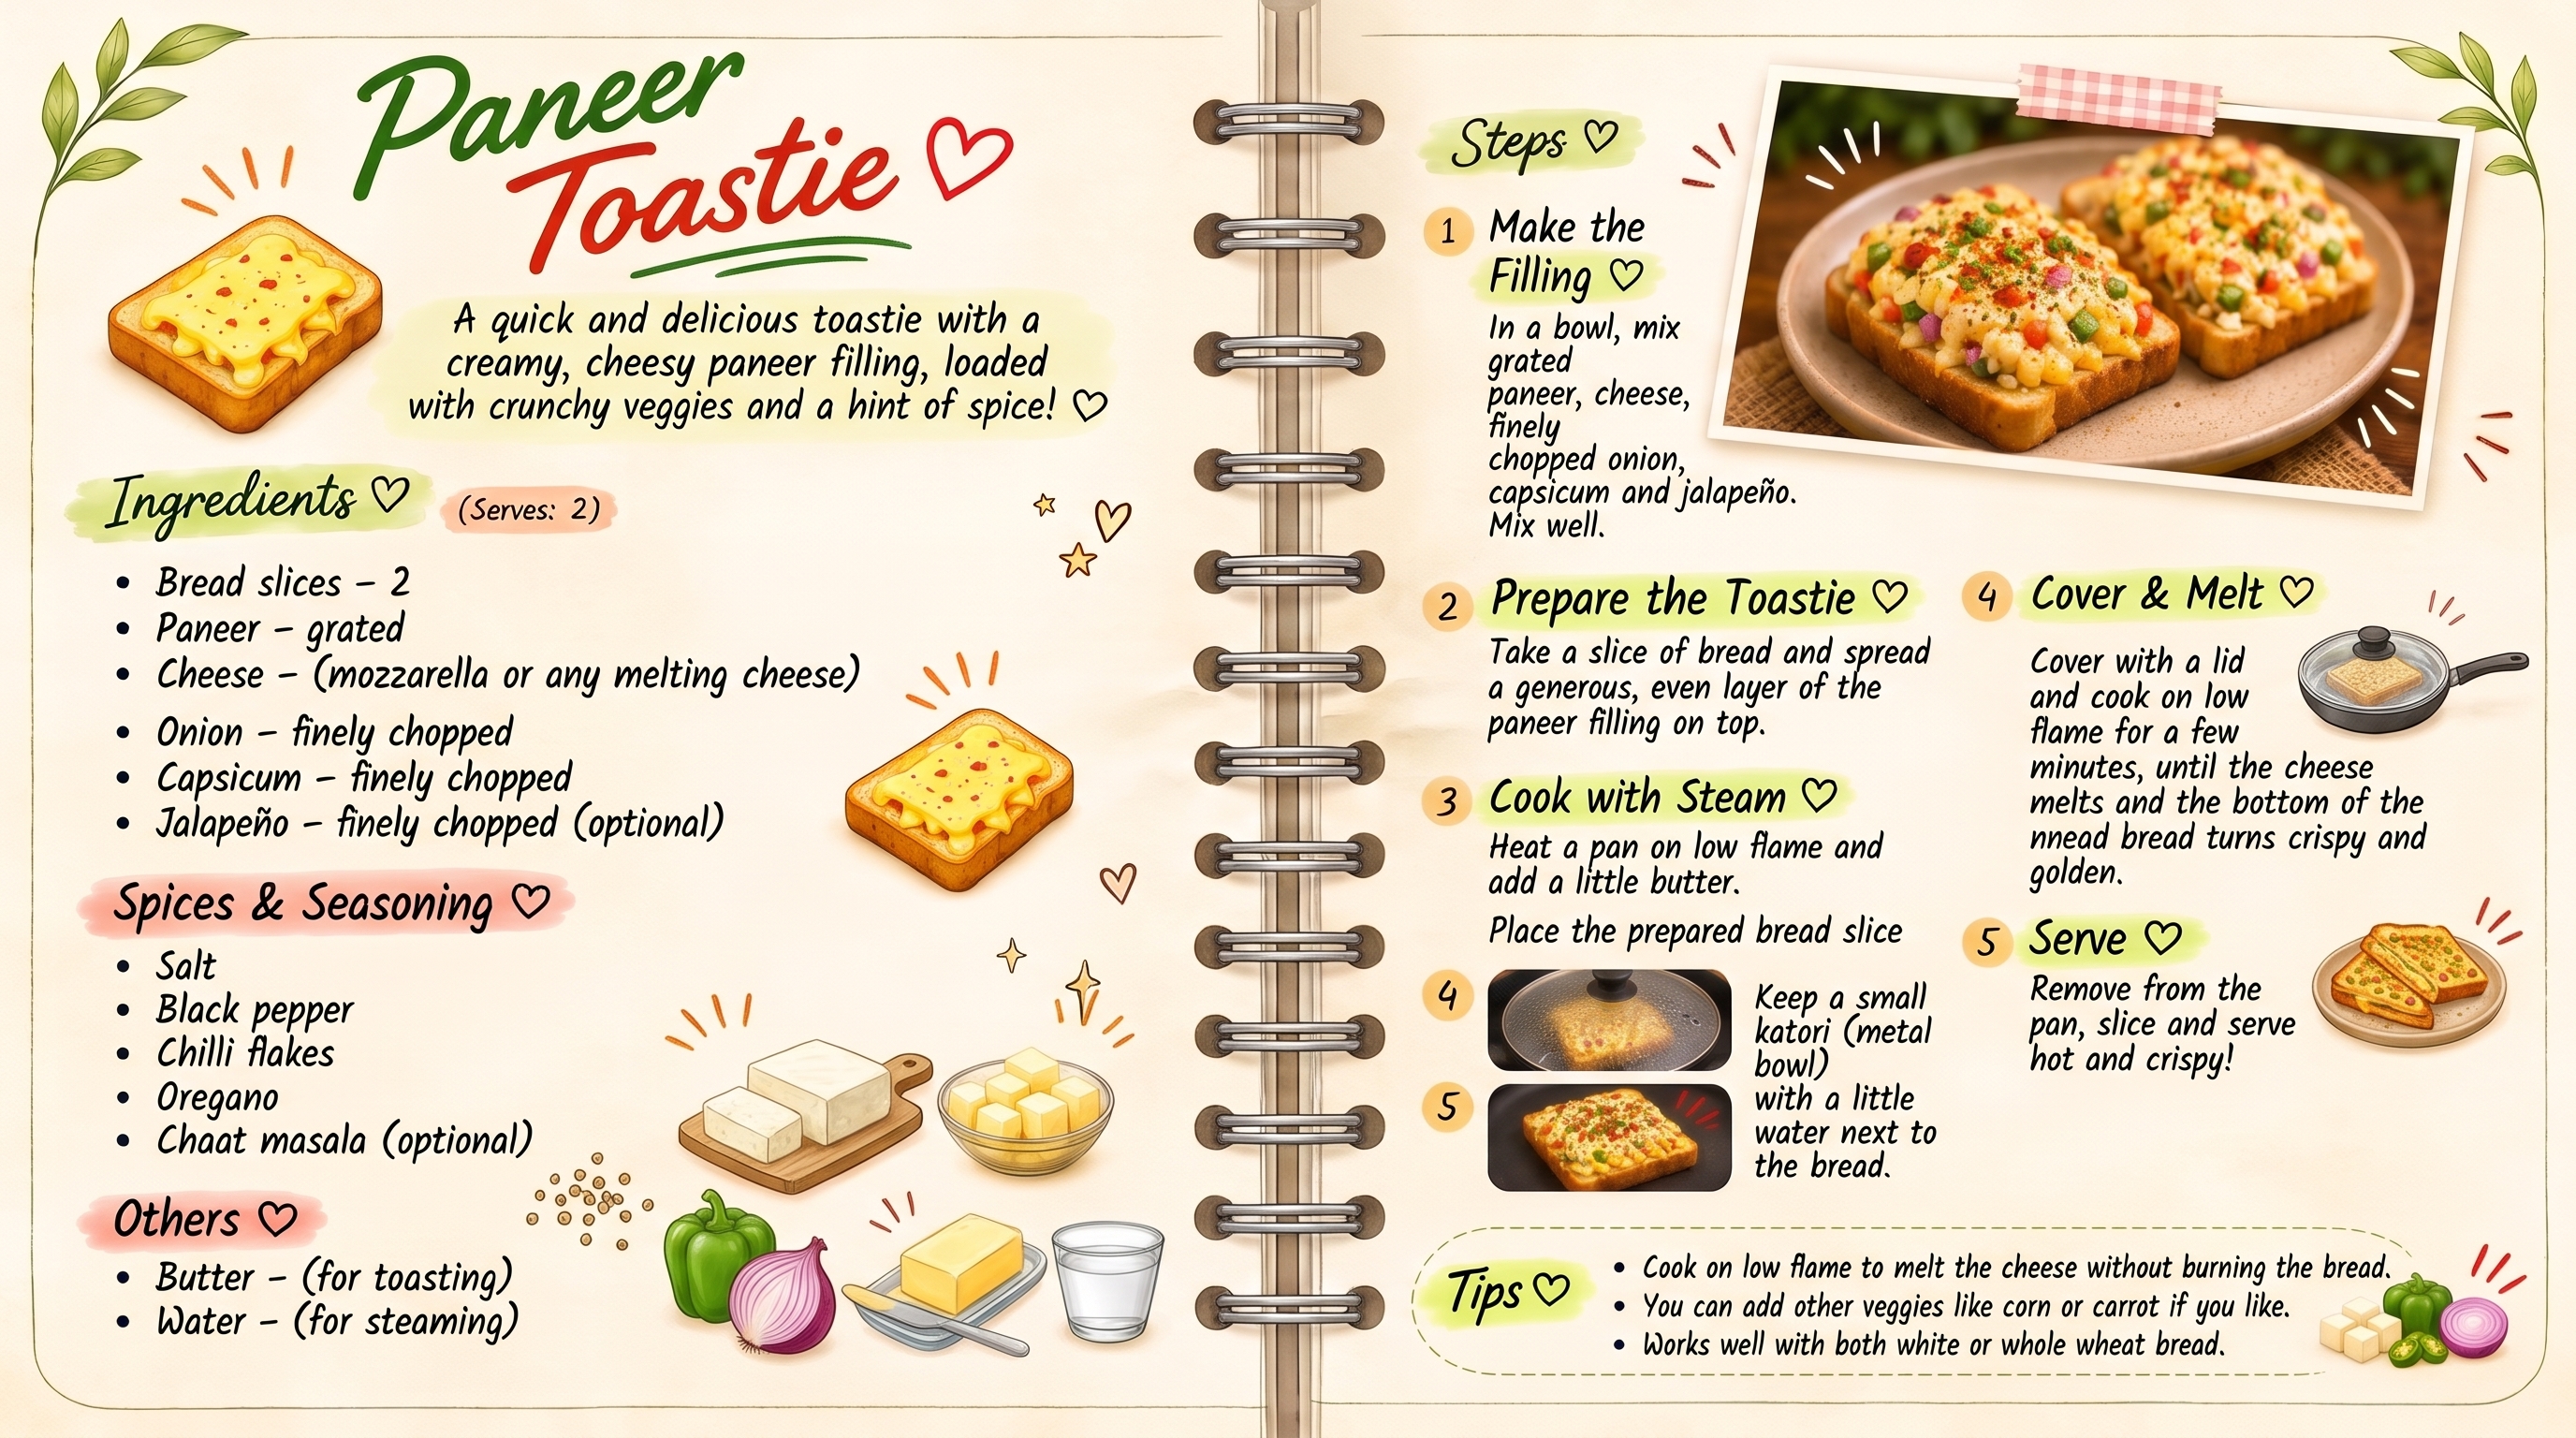 Paneer
Toastie
A quick and delicious toastie with a
creamy, cheesy paneer filling, loaded
with crunchy veggies and a hint of spice!
Ingredients
(Serves: 2)
• Bread slices – 2
• Paneer – grated
• Cheese – (mozzarella or any melting cheese)
• Onion – finely chopped
• Capsicum – finely chopped
• Jalapeño – finely chopped (optional)
Spices & Seasoning
• Salt
• Black pepper
• Chilli flakes
• Oregano
• Chaat masala (optional)
Others
• Butter – (for toasting)
• Water – (for steaming)
Steps
1 Make the
Filling
In a bowl, mix
grated
paneer, cheese,
finely
chopped onion,
capsicum and jalapeño.
Mix well.
2 Prepare the Toastie
Take a slice of bread and spread
a generous, even layer of the
paneer filling on top.
3 Cook with Steam
Heat a pan on low flame and
add a little butter.
Place the prepared bread slice
4
5
Keep a small
katori (metal
bowl)
with a little
water next to
the bread.
4 Cover & Melt
Cover with a lid
and cook on low
flame for a few
minutes, until the cheese
melts and the bottom of the
nnead bread turns crispy and
golden.
5 Serve
Remove from the
pan, slice and serve
hot and crispy!
Tips
• Cook on low flame to melt the cheese without burning the bread.
• You can add other veggies like corn or carrot if you like.
• Works well with both white or whole wheat bread.